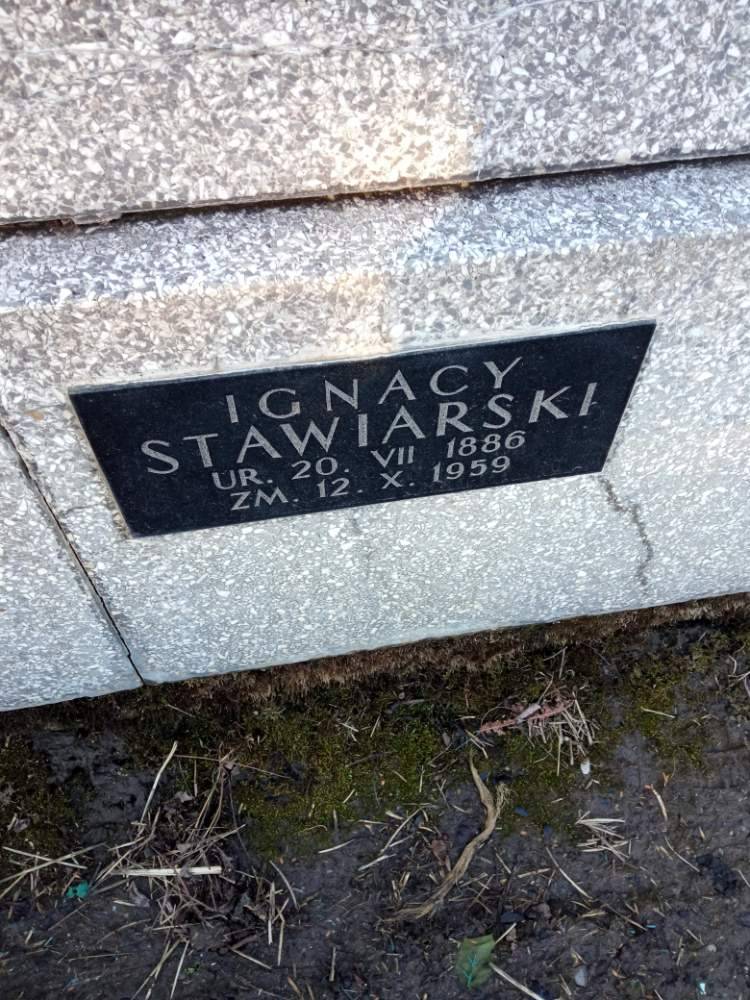 IGNACY
STAWIARSKI
UR. 20. VII 1886
ZM. 12. X. 1959